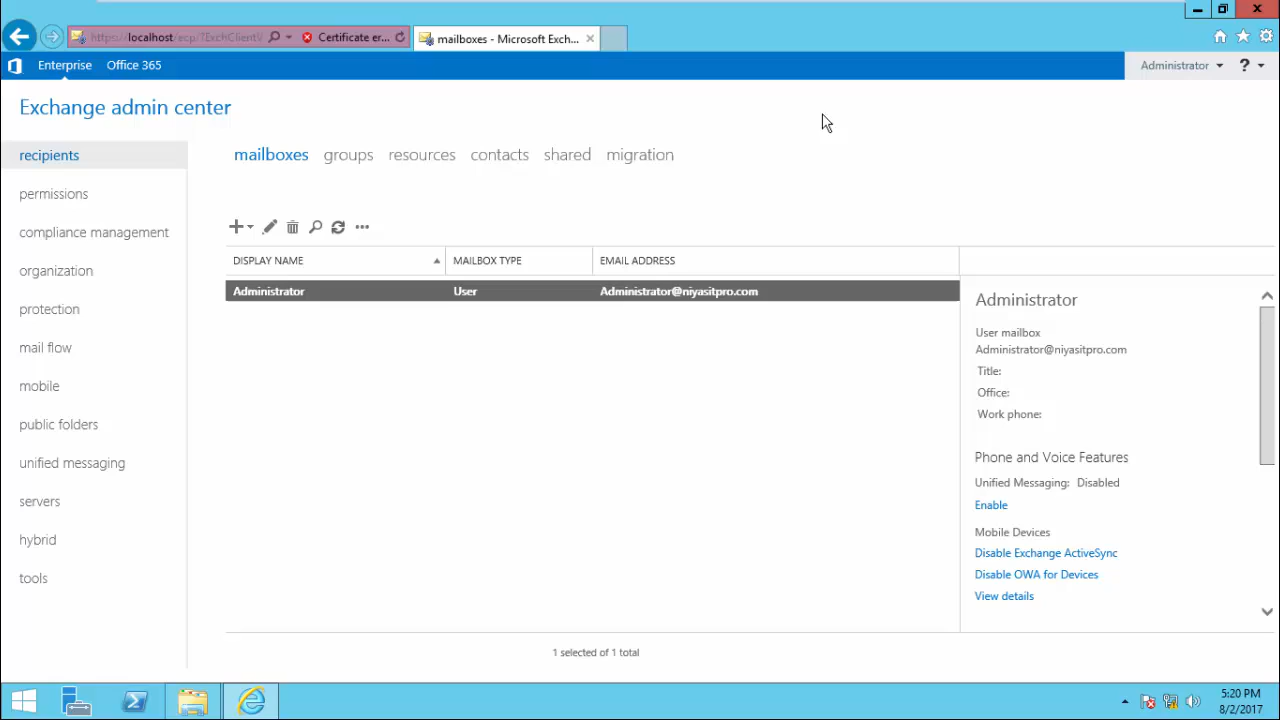 https://localhost/ecp/?ExchClientV
Certificate er...
mailboxes - Microsoft Exch...
Enterprise
Office 365
Administrator
?
Exchange admin center
recipients
permissions
compliance management
organization
protection
mail flow
mobile
public folders
unified messaging
servers
hybrid
tools
mailboxes groups resources contacts shared migration
DISPLAY NAME MAILBOX TYPE EMAIL ADDRESS
Administrator User Administrator@niyasitpro.com
1 selected of 1 total
Administrator
User mailbox
Administrator@niyasitpro.com
Title:
Office:
Work phone:
Phone and Voice Features
Unified Messaging: Disabled
Enable
Mobile Devices
Disable Exchange ActiveSync
Disable OWA for Devices
View details
5:20 PM
8/2/2017